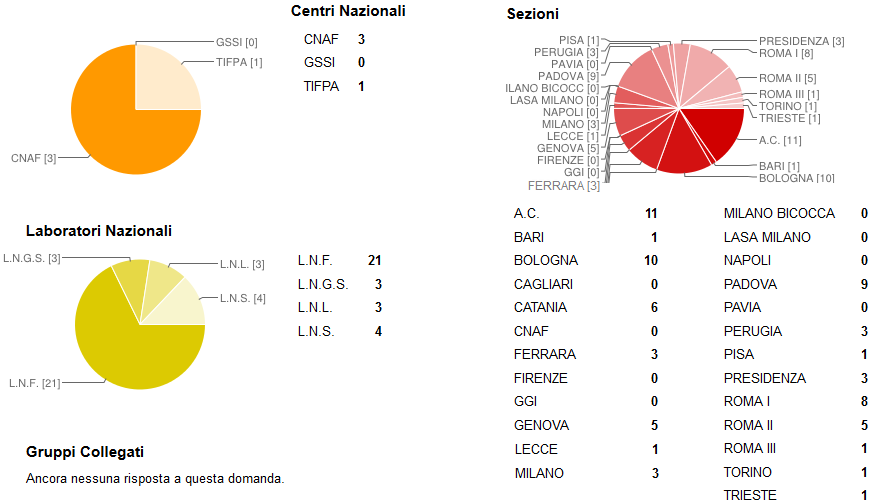 Centri Nazionali
GSSI [0]
TIFPA [1]
CNAF [3]
CNAF 3
GSSI 0
TIFPA 1
Laboratori Nazionali
L.N.G.S. [3]
L.N.L. [3]
L.N.S. [4]
L.N.F. [21]
L.N.F. 21
L.N.G.S. 3
L.N.L. 3
L.N.S. 4
Gruppi Collegati
Ancora nessuna risposta a questa domanda.
Sezioni
PISA [1]
PERUGIA [3]
PAVIA [0]
PADOVA [9]
ILANO BICOCC [0]
LASA MILANO [0]
NAPOLI [0]
MILANO [3]
LECCE [1]
GENOVA [5]
FIRENZE [0]
GGI [0]
FERRARA [3]
PRESIDENZA [3]
ROMA I [8]
ROMA II [5]
ROMA III [1]
TORINO [1]
TRIESTE [1]
A.C. [11]
BARI [1]
BOLOGNA [10]
A.C. 11
BARI 1
BOLOGNA 10
CAGLIARI 0
CATANIA 6
CNAF 0
FERRARA 3
FIRENZE 0
GGI 0
GENOVA 5
LECCE 1
MILANO 3
MILANO BICOCCA 0
LASA MILANO 0
NAPOLI 0
PADOVA 9
PAVIA 0
PERUGIA 3
PISA 1
PRESIDENZA 3
ROMA I 8
ROMA II 5
ROMA III 1
TORINO 1
TRIESTE 1